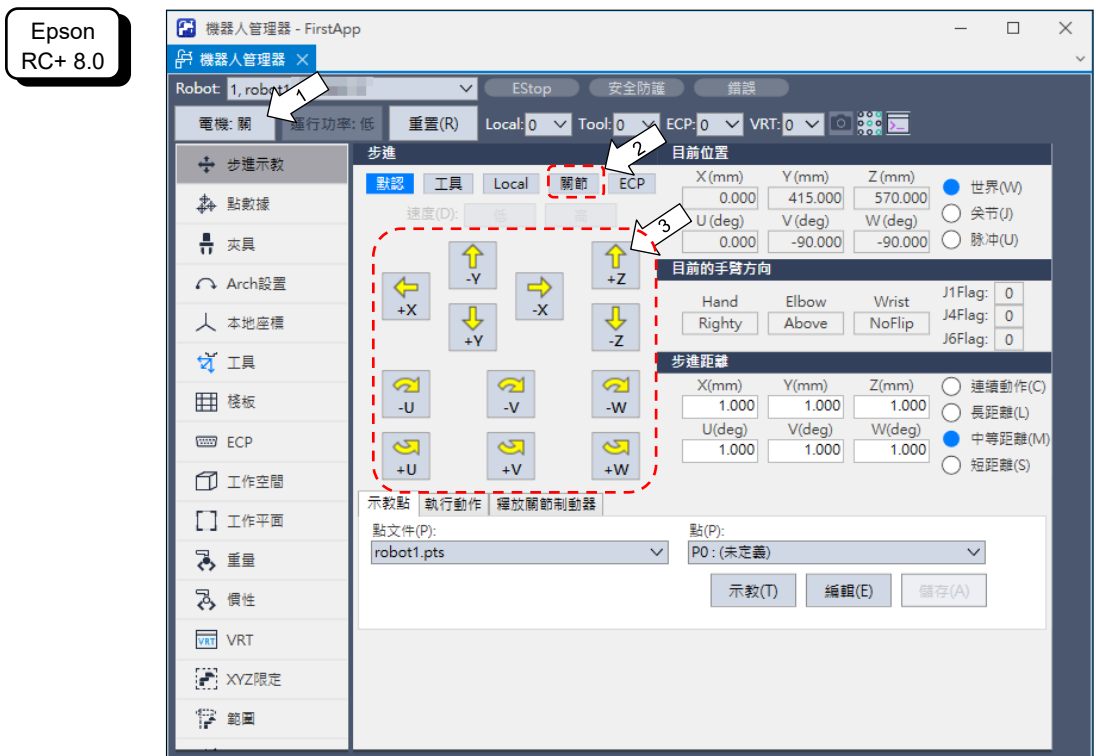 Epson
RC+ 8.0
機器人管理器 - FirstApp
機器人管理器
Robot: 1, robot1
EStop 安全防護 錯誤
1
電機: 關 運行功率: 低 重置(R) Local: 0 Tool: 0 ECP: 0 VRT: 0
步進示教
點數據
夾具
Arch設置
本地座標
工具
棧板
ECP
工作空間
工作平面
重量
慣性
VRT
XYZ限定
範圍
步進
2
默認 工具 Local 關節 ECP
速度(D): 低 高
3
-Y +Z
+X -X
+Y -Z
-U -V -W
+U +V +W
目前位置
X (mm) Y (mm) Z (mm)
0.000 415.000 570.000
U (deg) V (deg) W (deg)
0.000 -90.000 -90.000
世界(W)
关节(J)
脉冲(U)
目前的手臂方向
Hand Elbow Wrist
Righty Above NoFlip
J1Flag: 0
J4Flag: 0
J6Flag: 0
步進距離
X(mm) Y(mm) Z(mm)
1.000 1.000 1.000
U(deg) V(deg) W(deg)
1.000 1.000 1.000
連續動作(C)
長距離(L)
中等距離(M)
短距離(S)
示教點 執行動作 釋放關節制動器
點文件(P): 點(P):
robot1.pts P0 : (未定義)
示教(T) 編輯(E) 儲存(A)